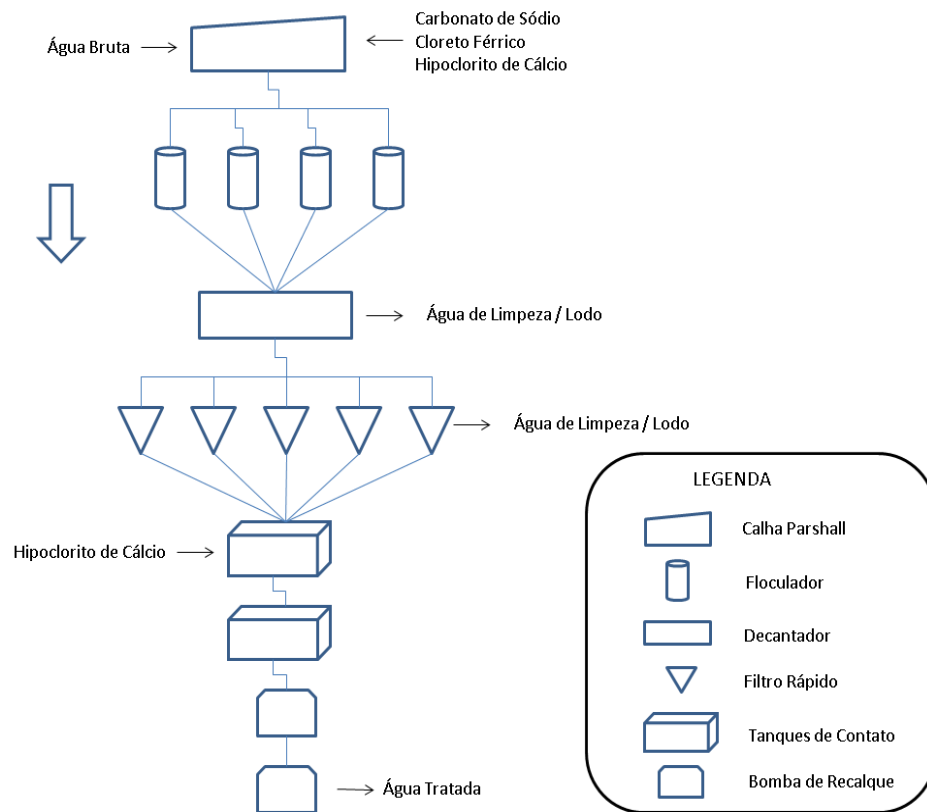 Água Bruta
Carbonato de Sódio
Cloreto Férrico
Hipoclorito de Cálcio
Água de Limpeza / Lodo
Água de Limpeza / Lodo
Hipoclorito de Cálcio
Água Tratada
LEGENDA
Calha Parshall
Floculador
Decantador
Filtro Rápido
Tanques de Contato
Bomba de Recalque